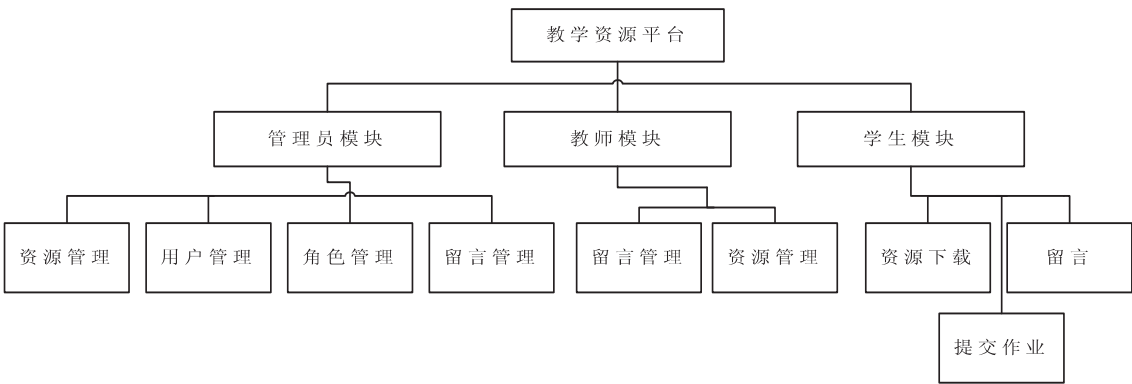 教学资源平台
管理员模块
教师模块
学生模块
资源管理
用户管理
角色管理
留言管理
留言管理
资源管理
资源下载
留言
提交作业